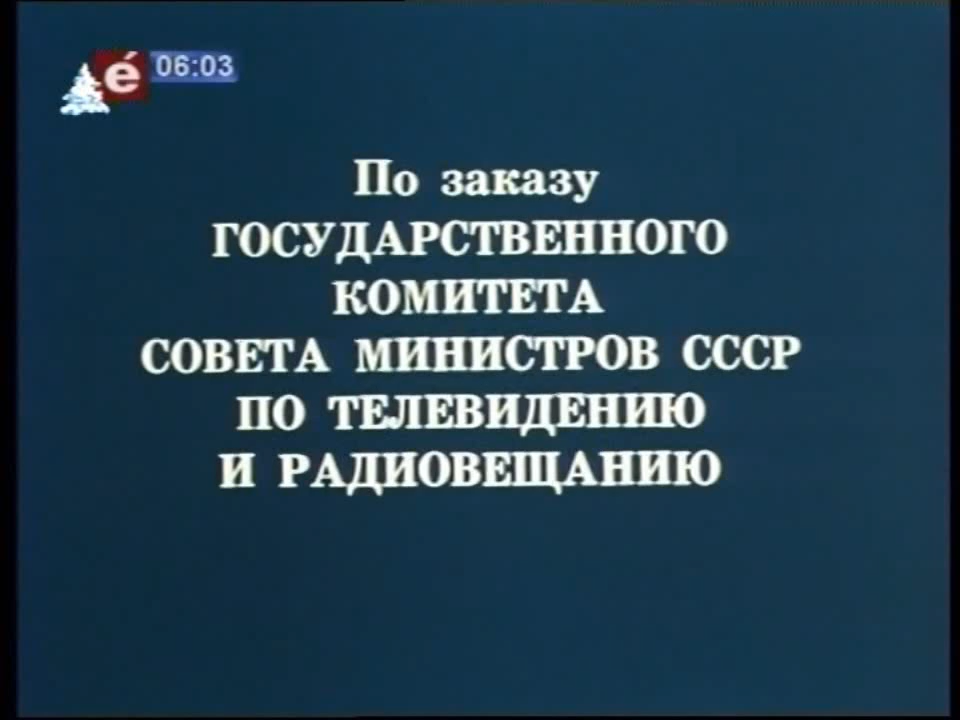 é 06:03
По заказу
ГОСУДАРСТВЕННОГО
КОМИТЕТА
СОВЕТА МИНИСТРОВ СССР
ПО ТЕЛЕВИДЕНИЮ
И РАДИОВЕЩАНИЮ